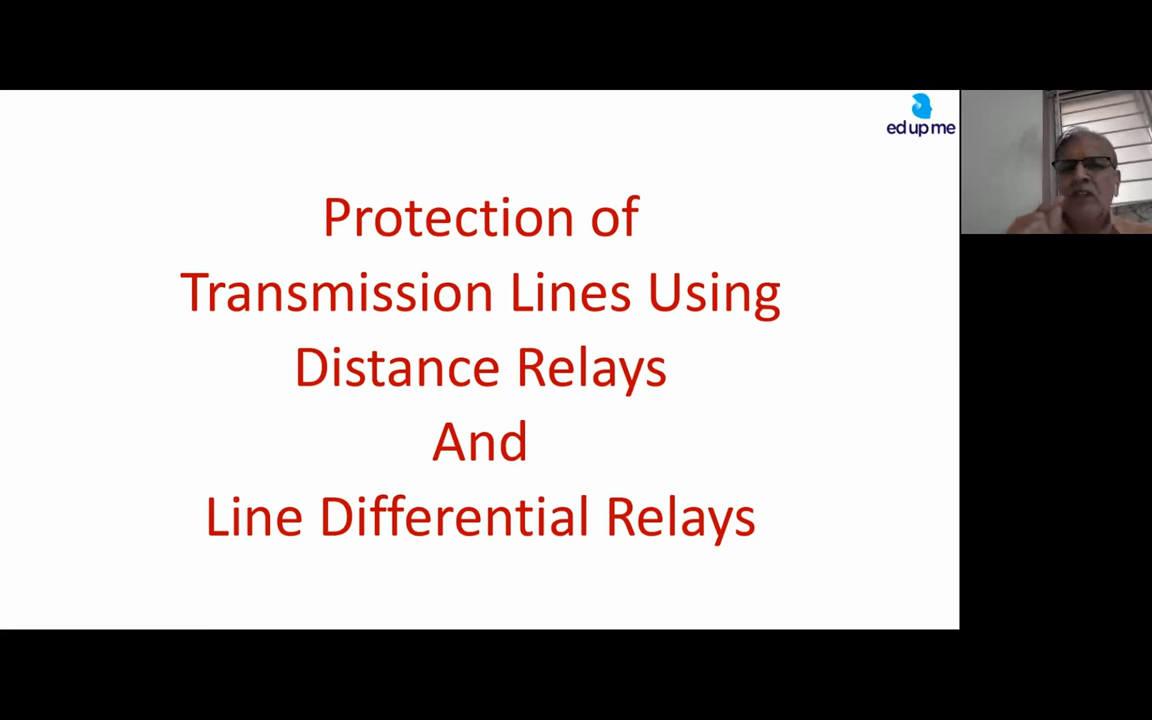 ed up me
Protection of
Transmission Lines Using
Distance Relays
And
Line Differential Relays